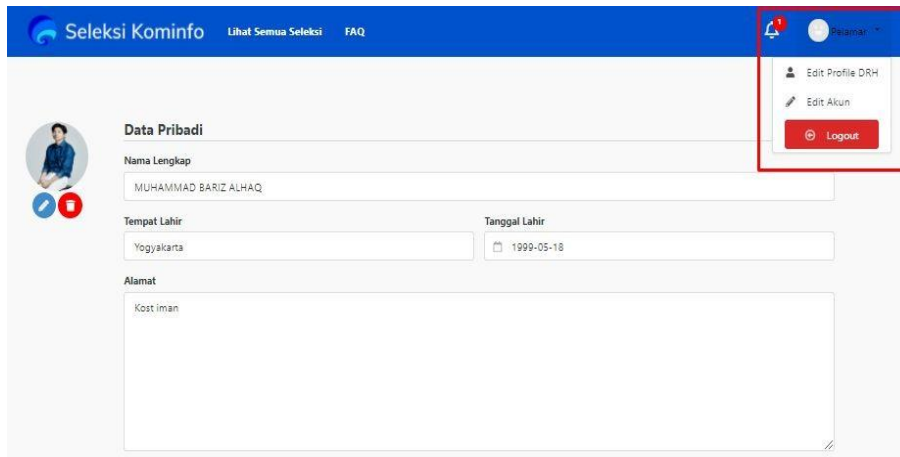 Seleksi Kominfo Lihat Semua Seleksi FAQ 1 Pelamar
Edit Profile DRH
Edit Akun
Logout
Data Pribadi
Nama Lengkap
MUHAMMAD BARIZ ALHAQ
Tempat Lahir Tanggal Lahir
Yogyakarta 1999-05-18
Alamat
Kost iman